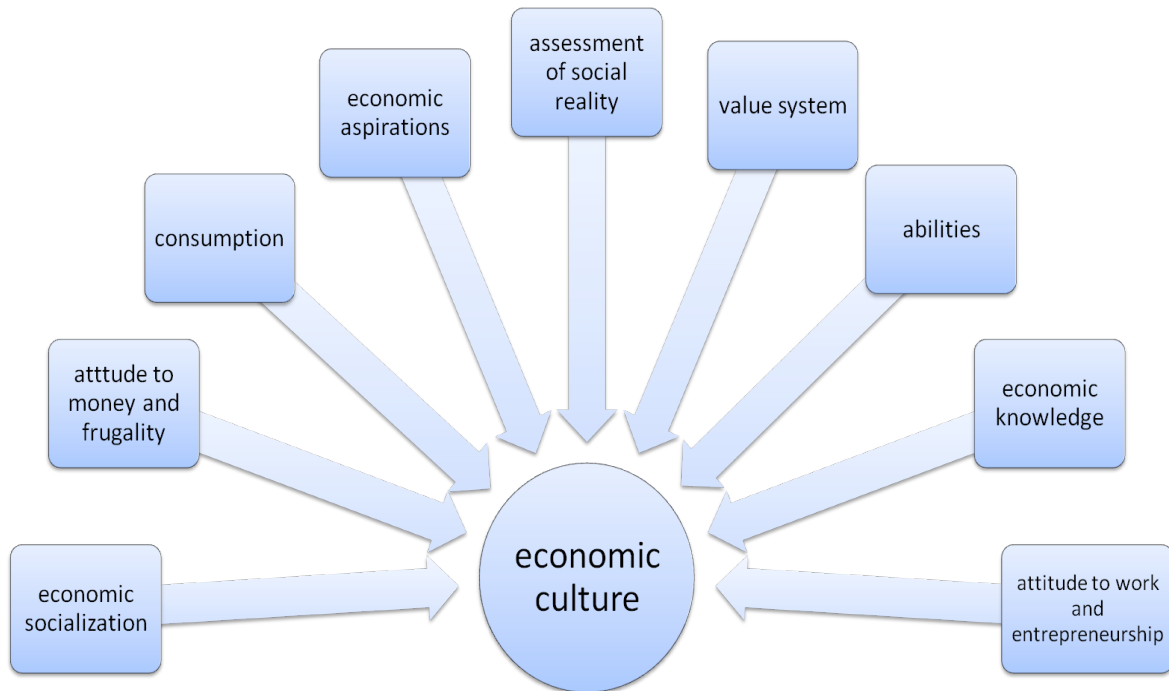 assessment
of social
reality
economic
aspirations
value system
consumption
abilities
atttude to
money and
frugality
economic
knowledge
economic
socialization
economic
culture
attitude to work
and
entrepreneurship